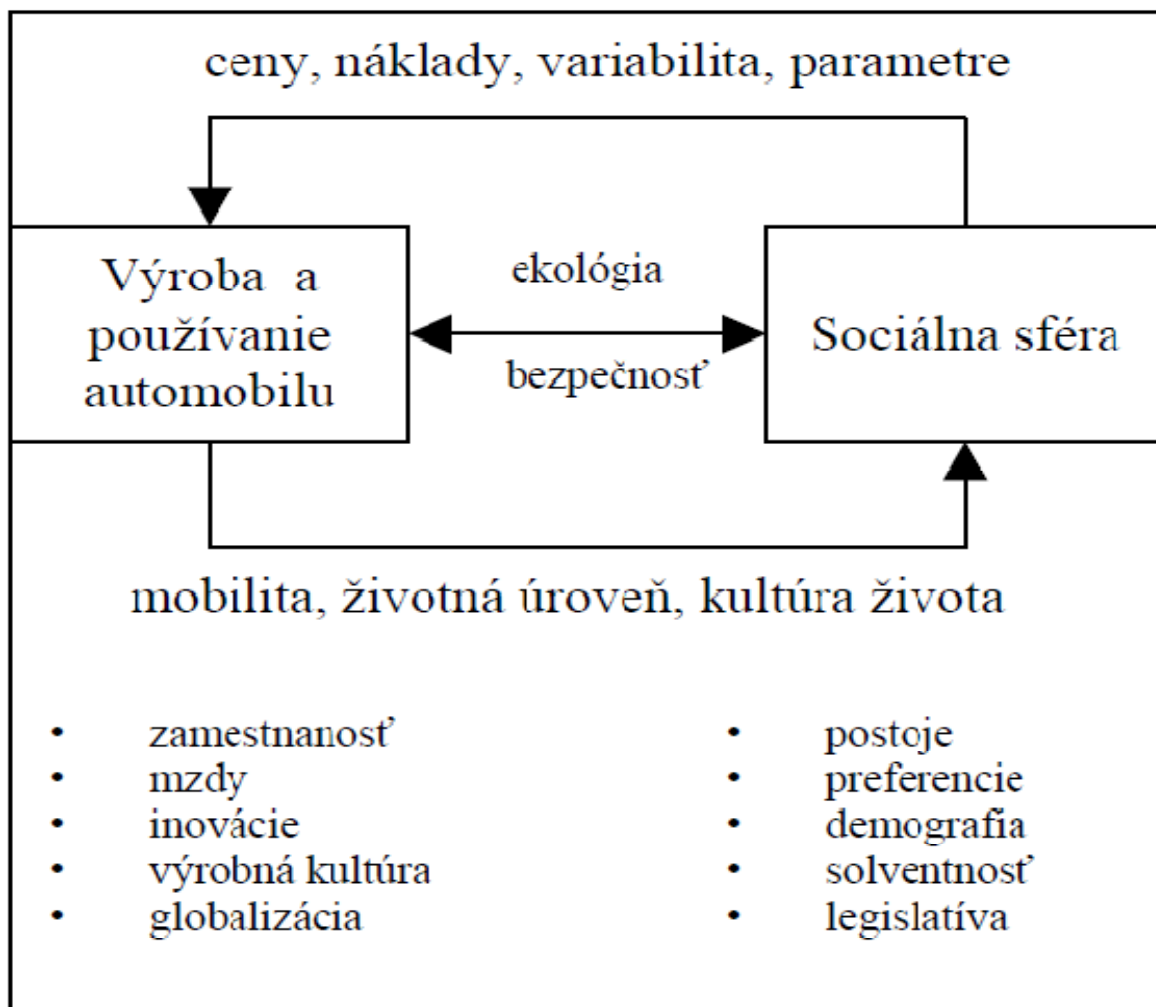 ceny, náklady, variabilita, parametre
Výroba a
používanie
automobilu
ekológia
bezpečnosť
Sociálna sféra
mobilita, životná úroveň, kultúra života
• zamestnanosť
• mzdy
• inovácie
• výrobná kultúra
• globalizácia
• postoje
• preferencie
• demografia
• solventnosť
• legislatíva